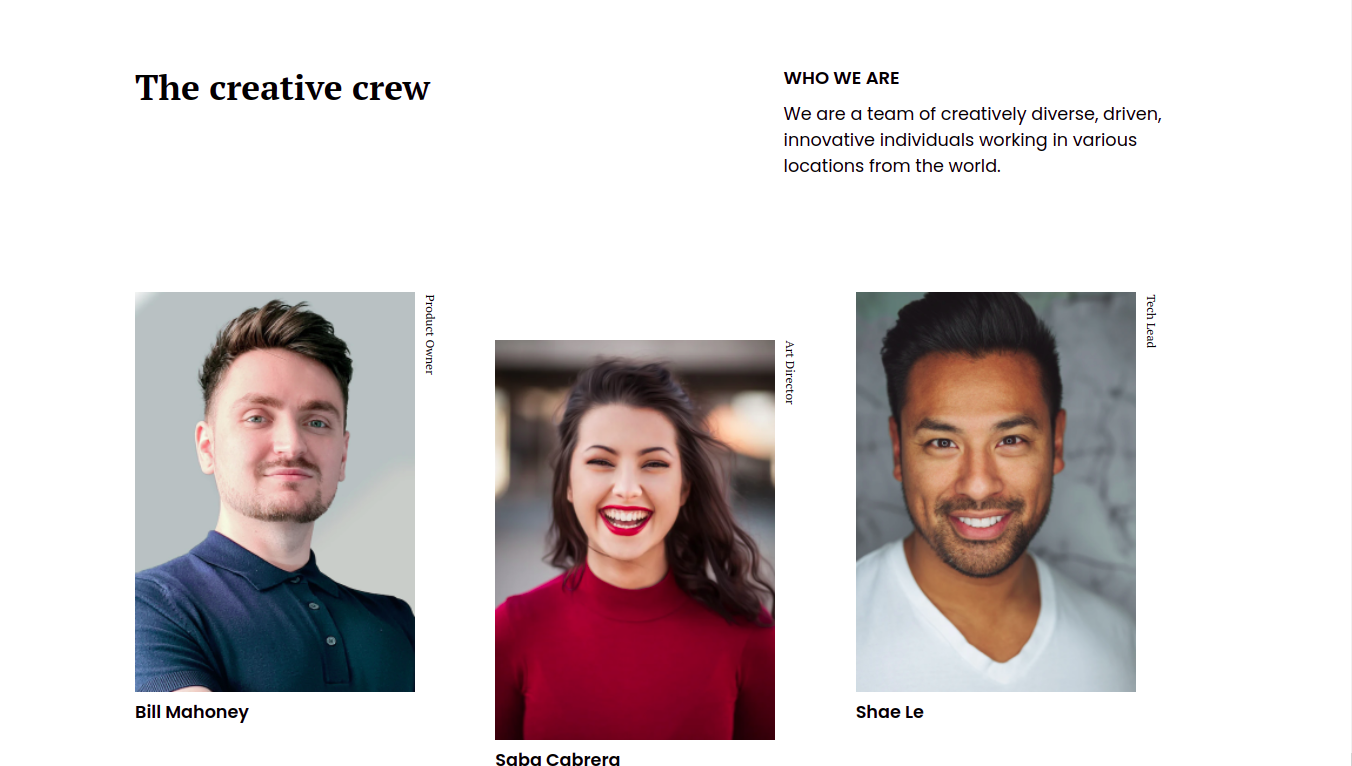 The creative crew
WHO WE ARE
We are a team of creatively diverse, driven,
innovative individuals working in various
locations from the world.
Product Owner
Bill Mahoney
Art Director
Saba Cabrera
Tech Lead
Shae Le